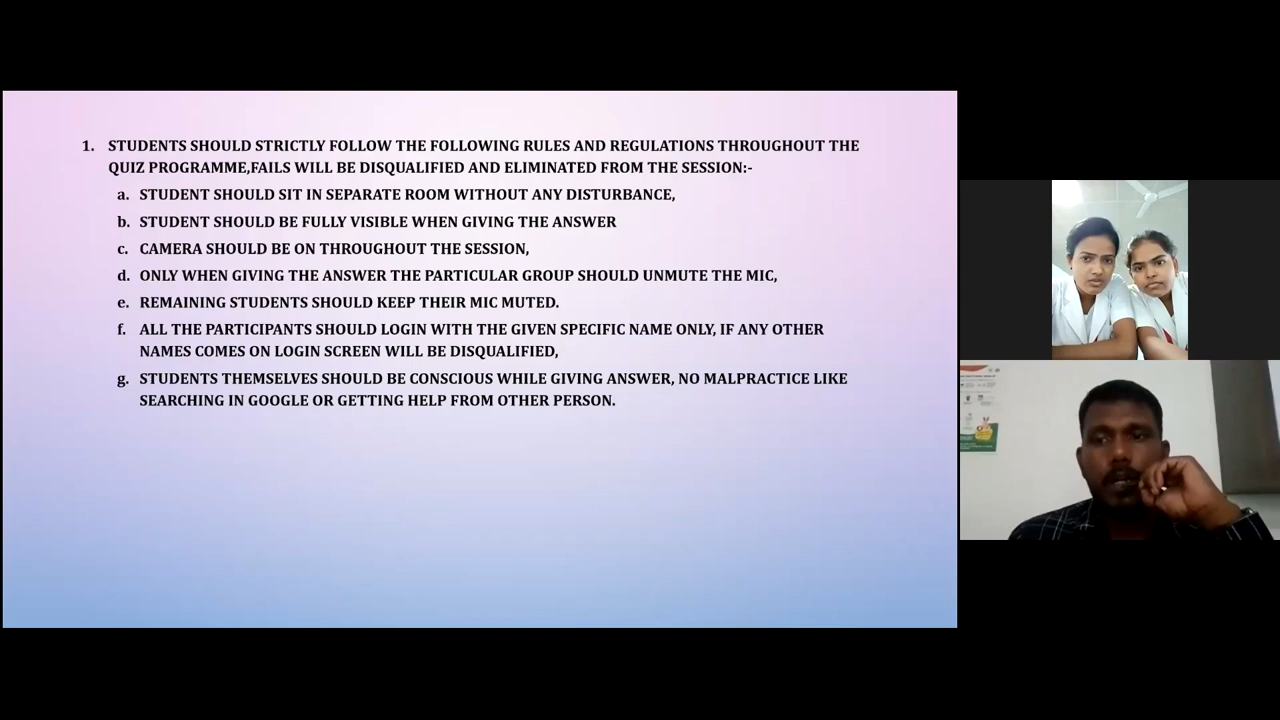 1. STUDENTS SHOULD STRICTLY FOLLOW THE FOLLOWING RULES AND REGULATIONS THROUGHOUT THE
QUIZ PROGRAMME,FAILS WILL BE DISQUALIFIED AND ELIMINATED FROM THE SESSION:-
a. STUDENT SHOULD SIT IN SEPARATE ROOM WITHOUT ANY DISTURBANCE,
b. STUDENT SHOULD BE FULLY VISIBLE WHEN GIVING THE ANSWER
c. CAMERA SHOULD BE ON THROUGHOUT THE SESSION,
d. ONLY WHEN GIVING THE ANSWER THE PARTICULAR GROUP SHOULD UNMUTE THE MIC,
e. REMAINING STUDENTS SHOULD KEEP THEIR MIC MUTED.
f. ALL THE PARTICIPANTS SHOULD LOGIN WITH THE GIVEN SPECIFIC NAME ONLY, IF ANY OTHER
NAMES COMES ON LOGIN SCREEN WILL BE DISQUALIFIED,
g. STUDENTS THEMSELVES SHOULD BE CONSCIOUS WHILE GIVING ANSWER, NO MALPRACTICE LIKE
SEARCHING IN GOOGLE OR GETTING HELP FROM OTHER PERSON.